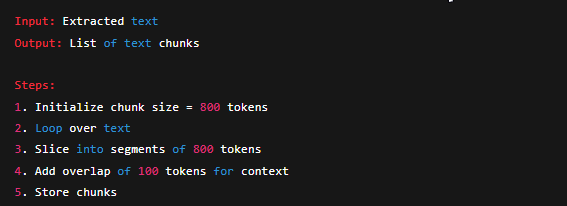 Input: Extracted text
Output: List of text chunks
Steps:
1. Initialize chunk size = 800 tokens
2. Loop over text
3. Slice into segments of 800 tokens
4. Add overlap of 100 tokens for context
5. Store chunks